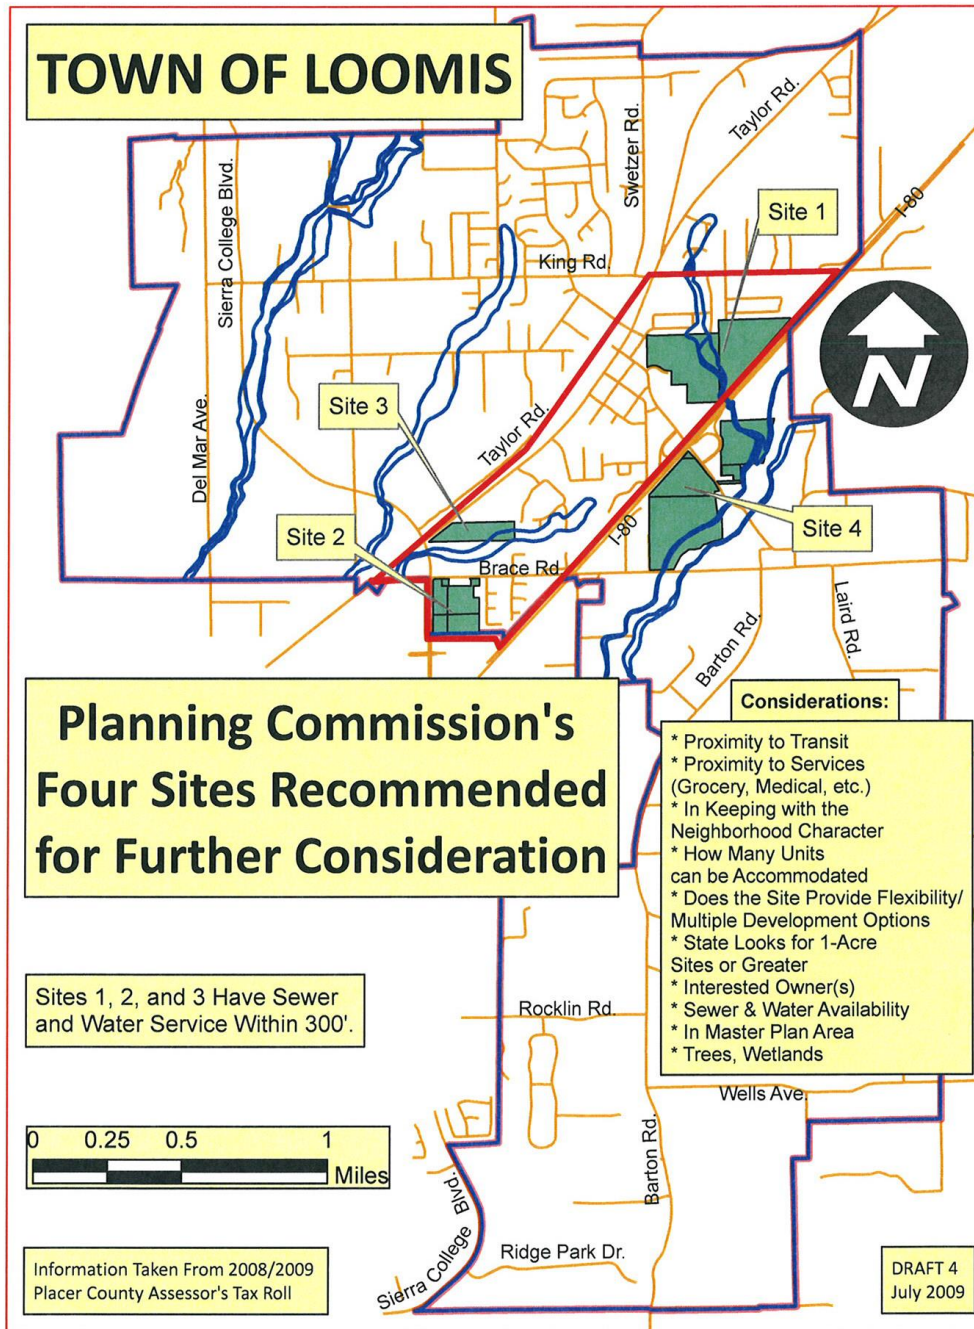 TOWN OF LOOMIS
Taylor Rd.
Swetzer Rd.
Sierra College Blvd.
Site 1
I-80
King Rd.
N
Site 3
Del Mar Ave.
Taylor Rd.
Site 2
I-80
Site 4
Brace Rd.
Laird Rd.
Barton Rd.
Planning Commission's
Four Sites Recommended
for Further Consideration
Considerations:
* Proximity to Transit
* Proximity to Services
(Grocery, Medical, etc.)
* In Keeping with the
Neighborhood Character
* How Many Units
can be Accommodated
* Does the Site Provide Flexibility/
Multiple Development Options
* State Looks for 1-Acre
Sites or Greater
* Interested Owner(s)
* Sewer & Water Availability
* In Master Plan Area
* Trees, Wetlands
Sites 1, 2, and 3 Have Sewer
and Water Service Within 300'.
Rocklin Rd.
Wells Ave.
Barton Rd.
0 0.25 0.5 1
Miles
Sierra College Blvd.
Ridge Park Dr.
Information Taken From 2008/2009
Placer County Assessor's Tax Roll
DRAFT 4
July 2009